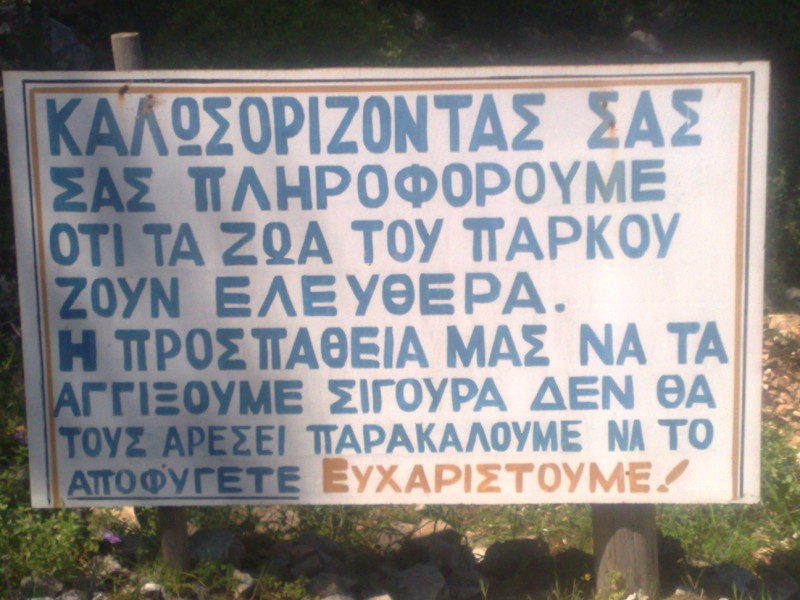 ΚΑΛΩΣΟΡΙΖΟΝΤΑΣ ΣΑΣ
ΣΑΣ ΠΛΗΡΟΦΟΡΟΥΜΕ
ΟΤΙ ΤΑ ΖΩΑ ΤΟΥ ΠΑΡΚΟΥ
ΖΟΥΝ ΕΛΕΥΘΕΡΑ.
Η ΠΡΟΣΠΑΘΕΙΑ ΜΑΣ ΝΑ ΤΑ
ΑΓΓΙΞΟΥΜΕ ΣΙΓΟΥΡΑ ΔΕΝ ΘΑ
ΤΟΥΣ ΑΡΕΣΕΙ ΠΑΡΑΚΑΛΟΥΜΕ ΝΑ ΤΟ
ΑΠΟΦΥΓΕΤΕ ΕΥΧΑΡΙΣΤΟΥΜΕ!